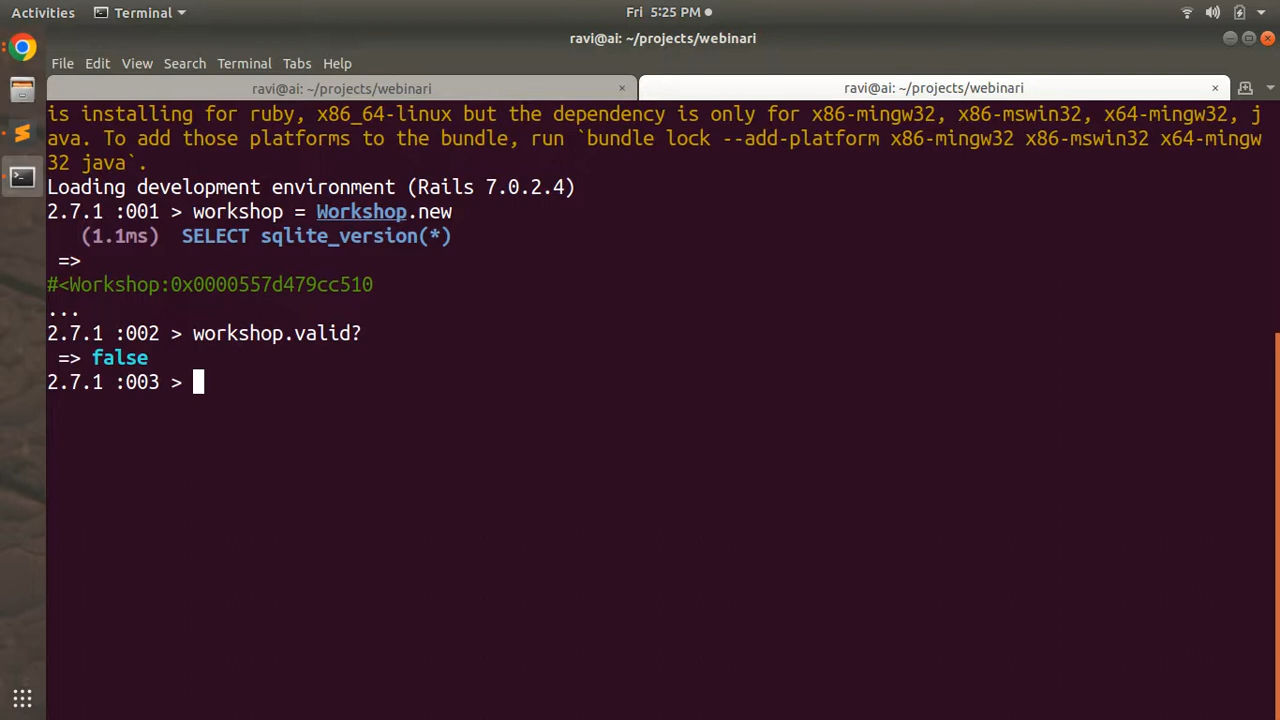 Activities
Terminal
Fri 5:25 PM
ravi@ai: ~/projects/webinari
File Edit View Search Terminal Tabs Help
ravi@ai: ~/projects/webinari × ravi@ai: ~/projects/webinari ×
is installing for ruby, x86_64-linux but the dependency is only for x86-mingw32, x86-mswin32, x64-mingw32, j
ava. To add those platforms to the bundle, run `bundle lock --add-platform x86-mingw32 x86-mswin32 x64-mingw
32 java`.
Loading development environment (Rails 7.0.2.4)
2.7.1 :001 > workshop = Workshop.new
(1.1ms) SELECT sqlite_version(*)
=>
#<Workshop:0x0000557d479cc510
...
2.7.1 :002 > workshop.valid?
=> false
2.7.1 :003 >